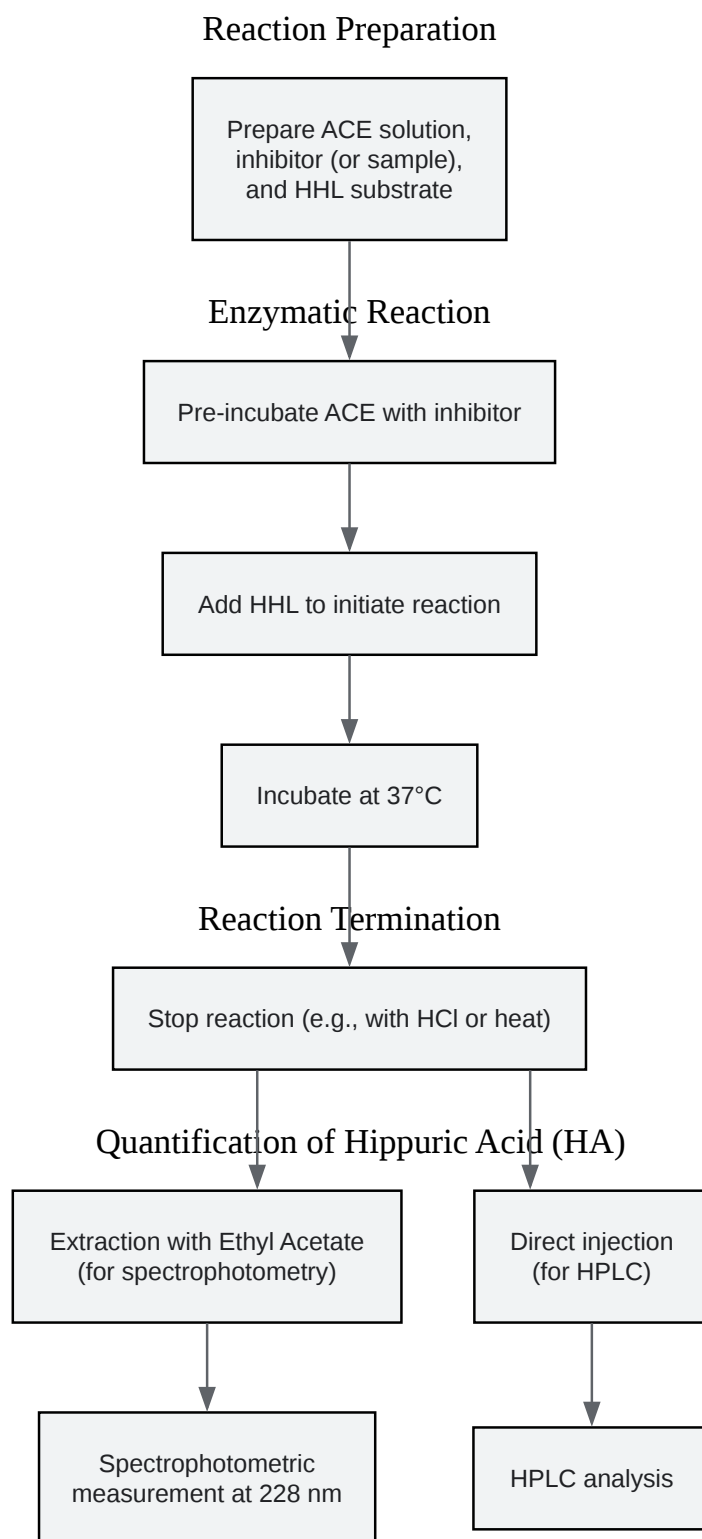 Reaction Preparation
Prepare ACE solution,
inhibitor (or sample),
and HHL substrate
Enzymatic Reaction
Pre-incubate ACE with inhibitor
Add HHL to initiate reaction
Incubate at 37°C
Reaction Termination
Stop reaction (e.g., with HCl or heat)
Quantification of Hippuric Acid (HA)
Extraction with Ethyl Acetate
(for spectrophotometry)
Direct injection
(for HPLC)
Spectrophotometric
measurement at 228 nm
HPLC analysis